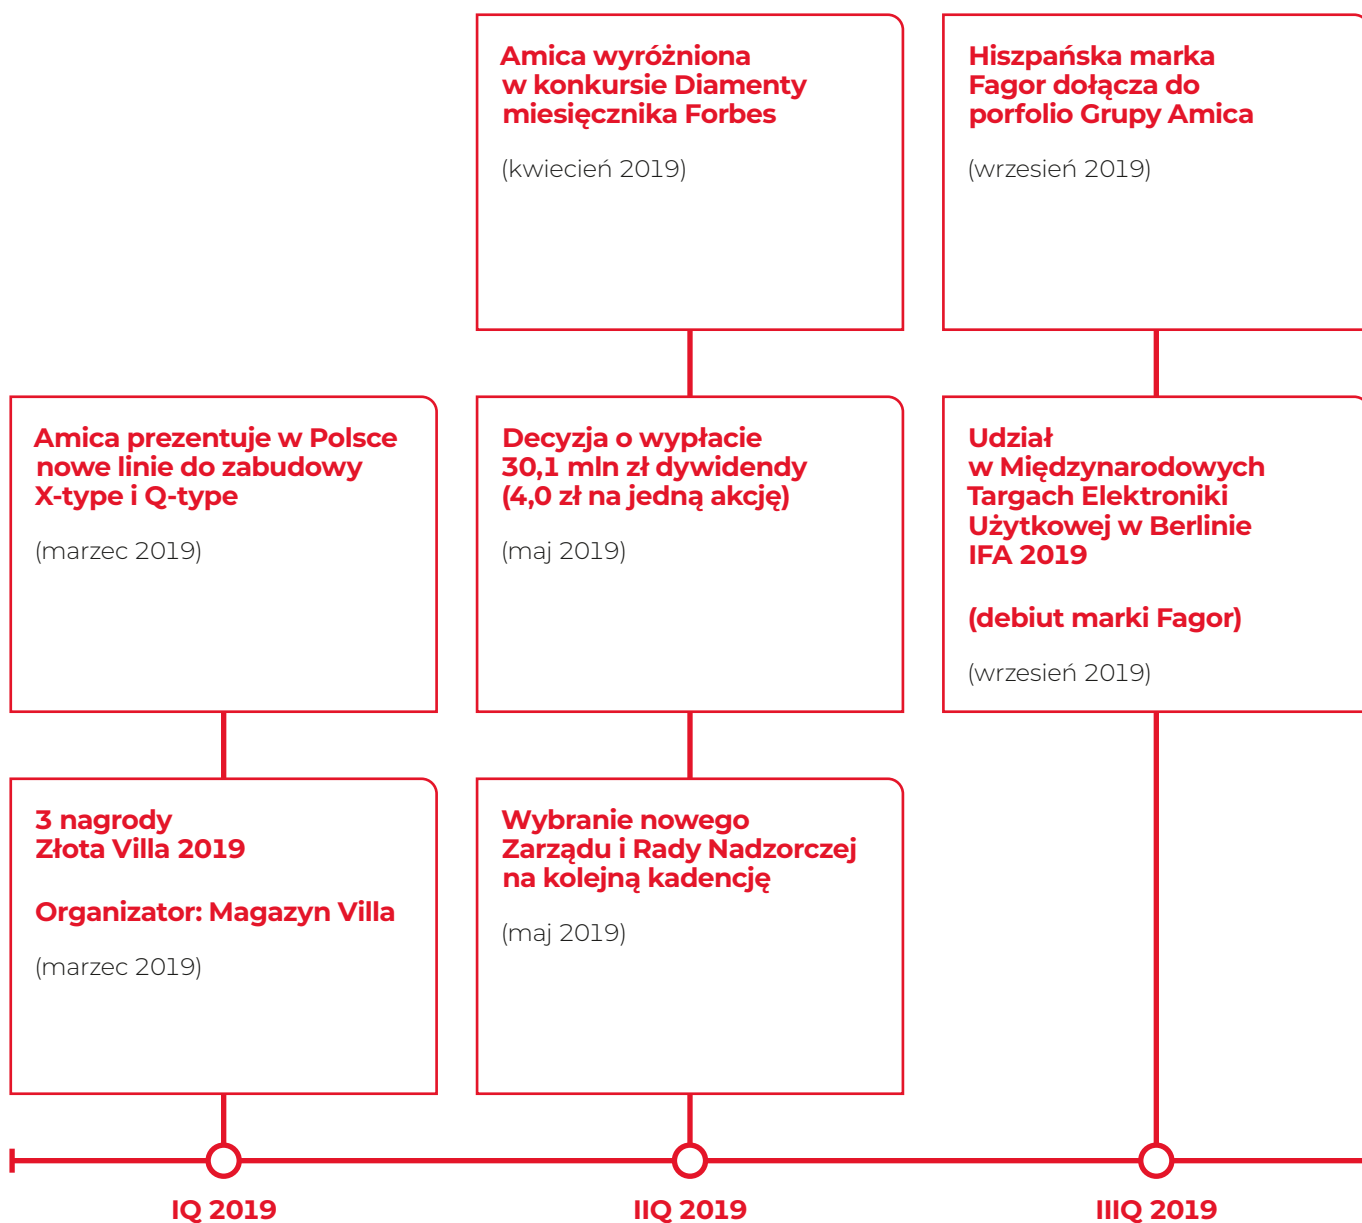 Amica wyróżniona
w konkursie Diamenty
miesięcznika Forbes
(kwiecień 2019)
Hiszpańska marka
Fagor dołącza do
porfolio Grupy Amica
(wrzesień 2019)
Amica prezentuje w Polsce
nowe linie do zabudowy
X-type i Q-type
(marzec 2019)
Decyzja o wypłacie
30,1 mln zł dywidendy
(4,0 zł na jedną akcję)
(maj 2019)
Udział
w Międzynarodowych
Targach Elektroniki
Użytkowej w Berlinie
IFA 2019
(debiut marki Fagor)
(wrzesień 2019)
3 nagrody
Złota Villa 2019
Organizator: Magazyn Villa
(marzec 2019)
Wybranie nowego
Zarządu i Rady Nadzorczej
na kolejną kadencję
(maj 2019)
IQ 2019
IIQ 2019
IIIQ 2019